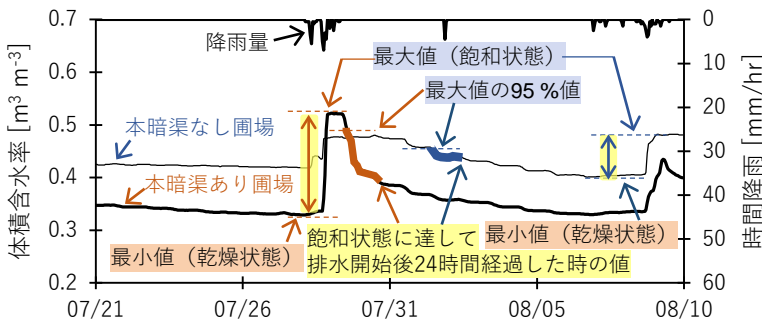 0.7
0.6
0.5
0.4
0.3
0.2
体積含水率 [m³ m⁻³]
0
10
20
30
40
50
60
時間降雨 [mm/hr]
07/21
07/26
07/31
08/05
08/10
降雨量
最大値（飽和状態）
最大値の95 %値
本暗渠なし圃場
本暗渠あり圃場
最小値（乾燥状態）
飽和状態に達して
排水開始後24時間経過した時の値
最小値（乾燥状態）